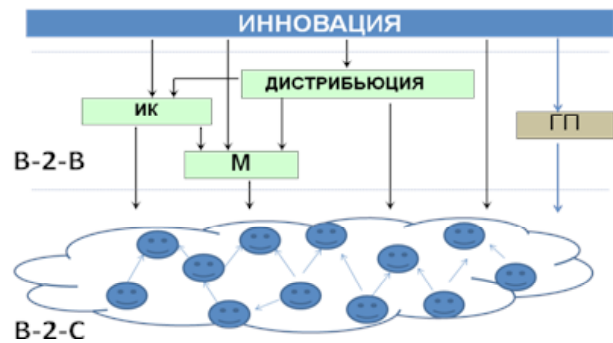 ИННОВАЦИЯ
ДИСТРИБЬЮЦИЯ
ИК
ГП
М
B-2-B
B-2-C